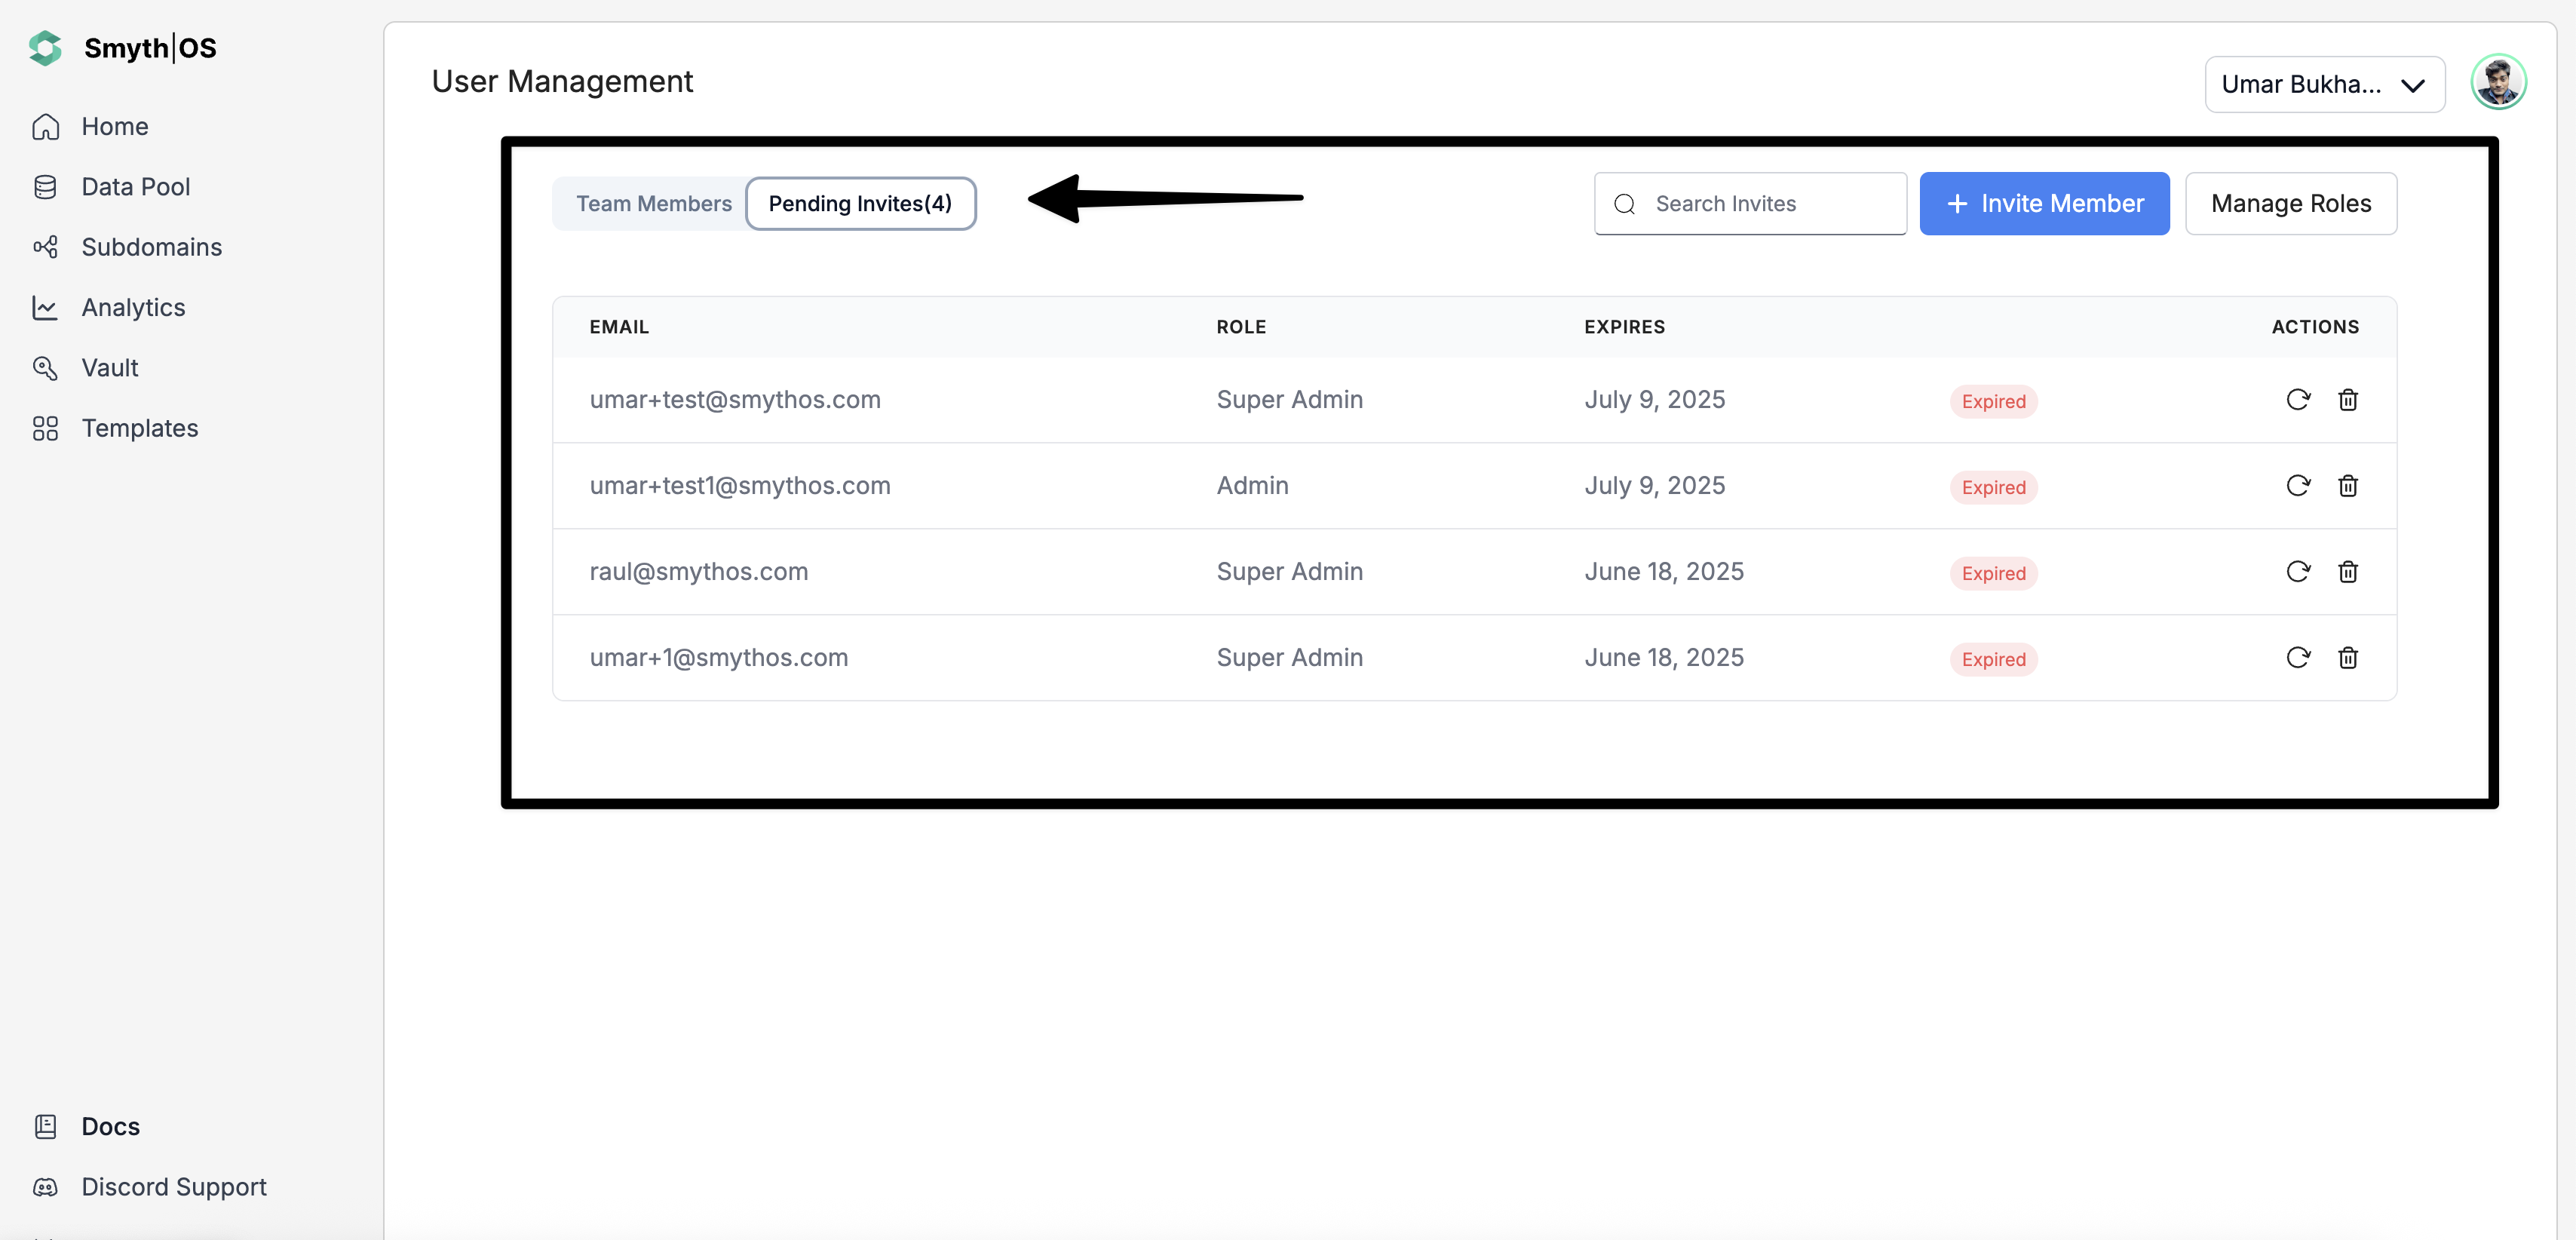 Smyth|OS
Home
Data Pool
Subdomains
Analytics
Vault
Templates
Docs
Discord Support
User Management
Umar Bukha...
Team Members
Pending Invites(4)
Search Invites
+ Invite Member
Manage Roles
EMAIL ROLE EXPIRES ACTIONS
umar+test@smythos.com Super Admin July 9, 2025 Expired
umar+test1@smythos.com Admin July 9, 2025 Expired
raul@smythos.com Super Admin June 18, 2025 Expired
umar+1@smythos.com Super Admin June 18, 2025 Expired